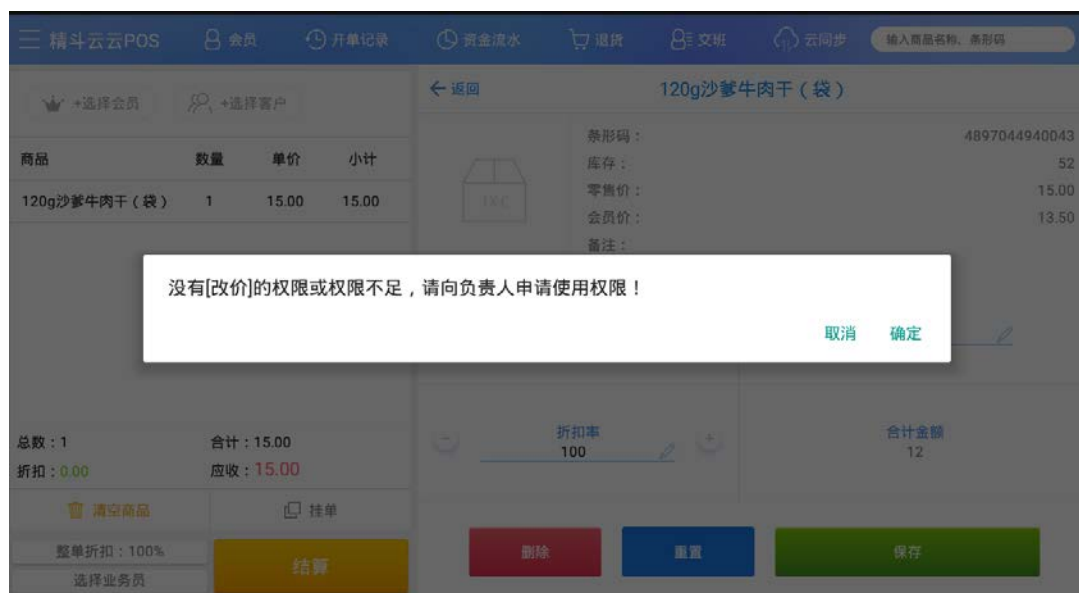 精斗云云POS 会员 开单记录 资金流水 退货 交班 云同步 输入商品名称、条形码
+选择会员 +选择客户
商品 数量 单价 小计
120g沙爹牛肉干（袋） 1 15.00 15.00
总数：1 合计：15.00
折扣：0.00 应收：15.00
清空商品 挂单
整单折扣：100%
选择业务员
结算
返回 120g沙爹牛肉干（袋）
条形码： 4897044940043
库存： 52
零售价： 15.00
会员价： 13.50
备注：
没有[改价]的权限或权限不足，请向负责人申请使用权限！
取消 确定
折扣率
100
合计金额
12
删除 重置 保存